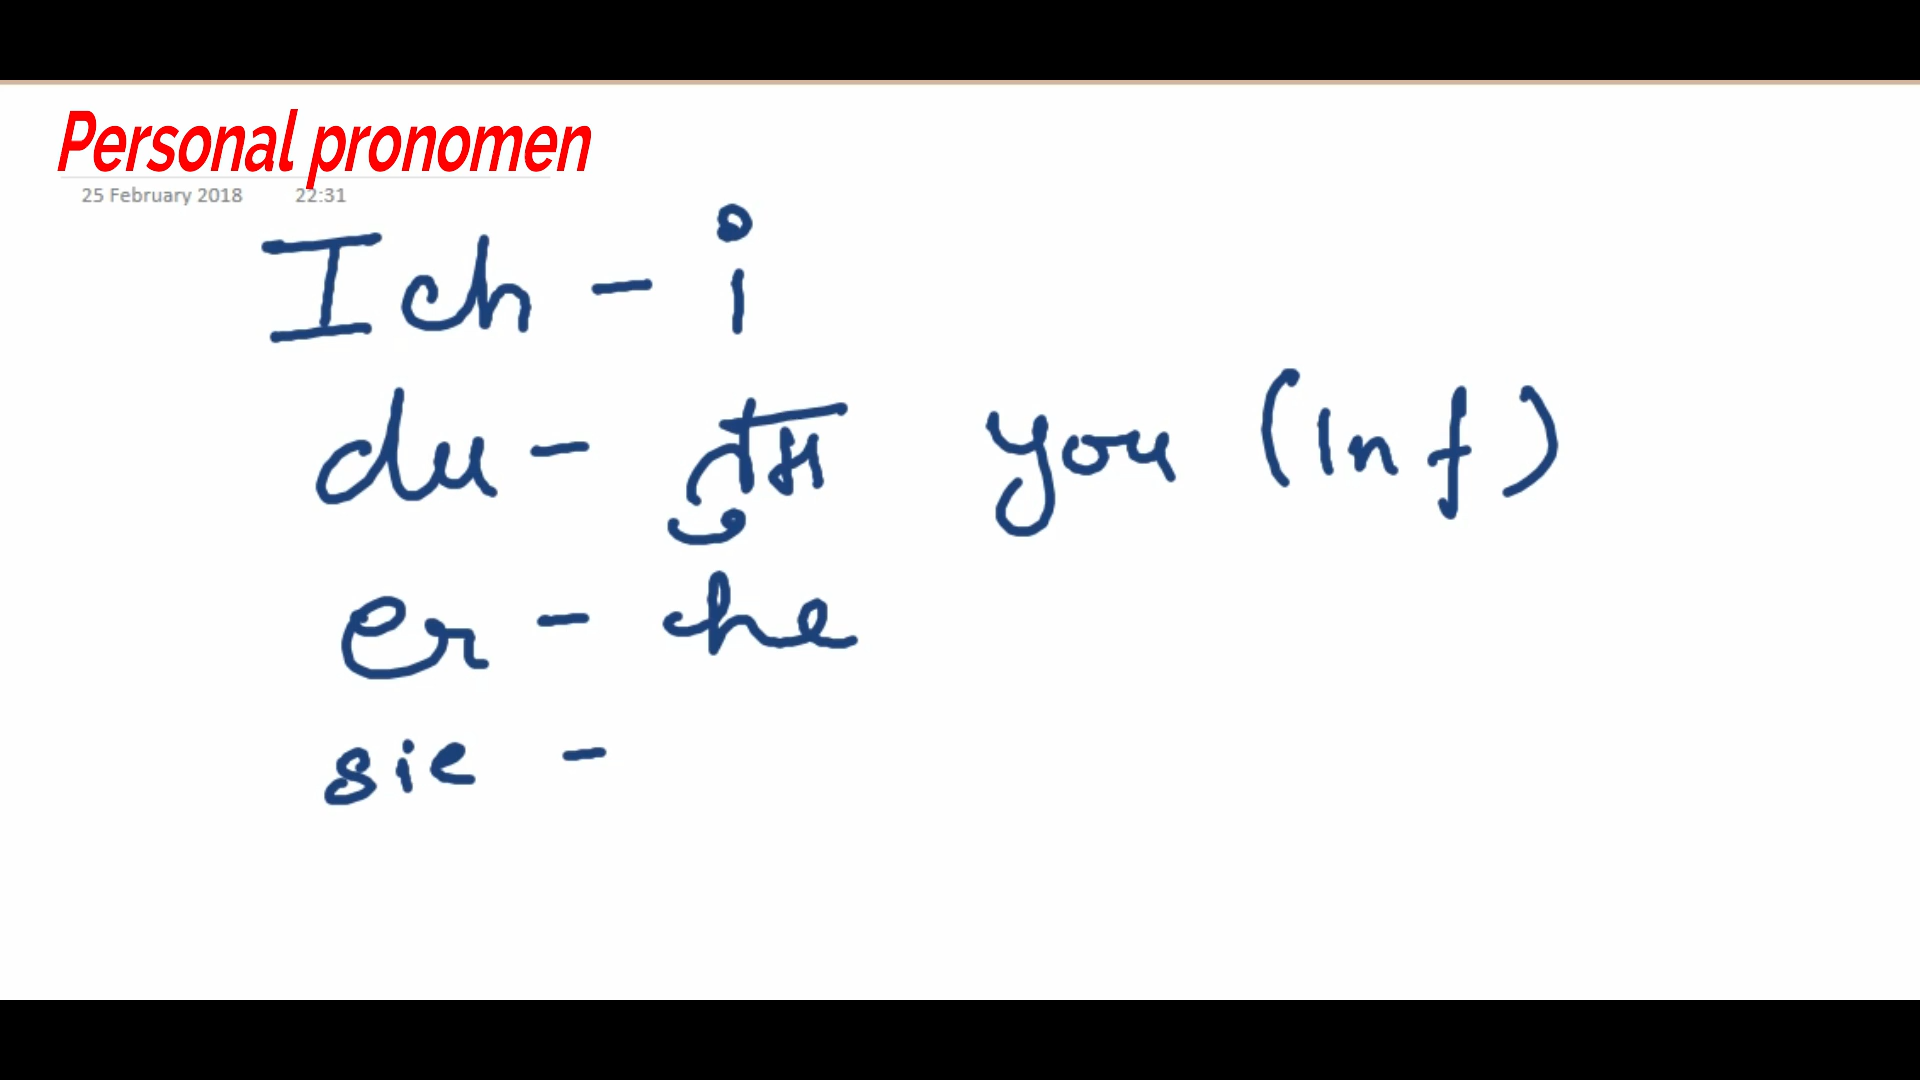 Personal pronomen
25 February 2018 22:31
Ich - i
du - तुम you (Inf)
er - he
sie -